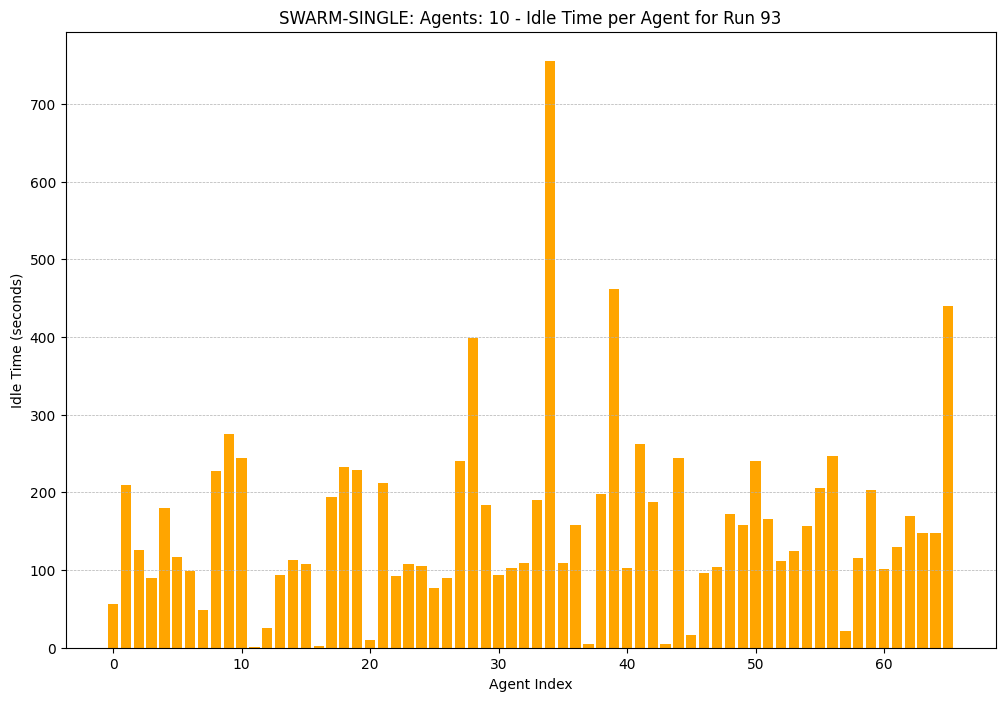 SWARM-SINGLE: Agents: 10 - Idle Time per Agent for Run 93
Idle Time (seconds)
700
600
500
400
300
200
100
0
0 10 20 30 40 50 60
Agent Index